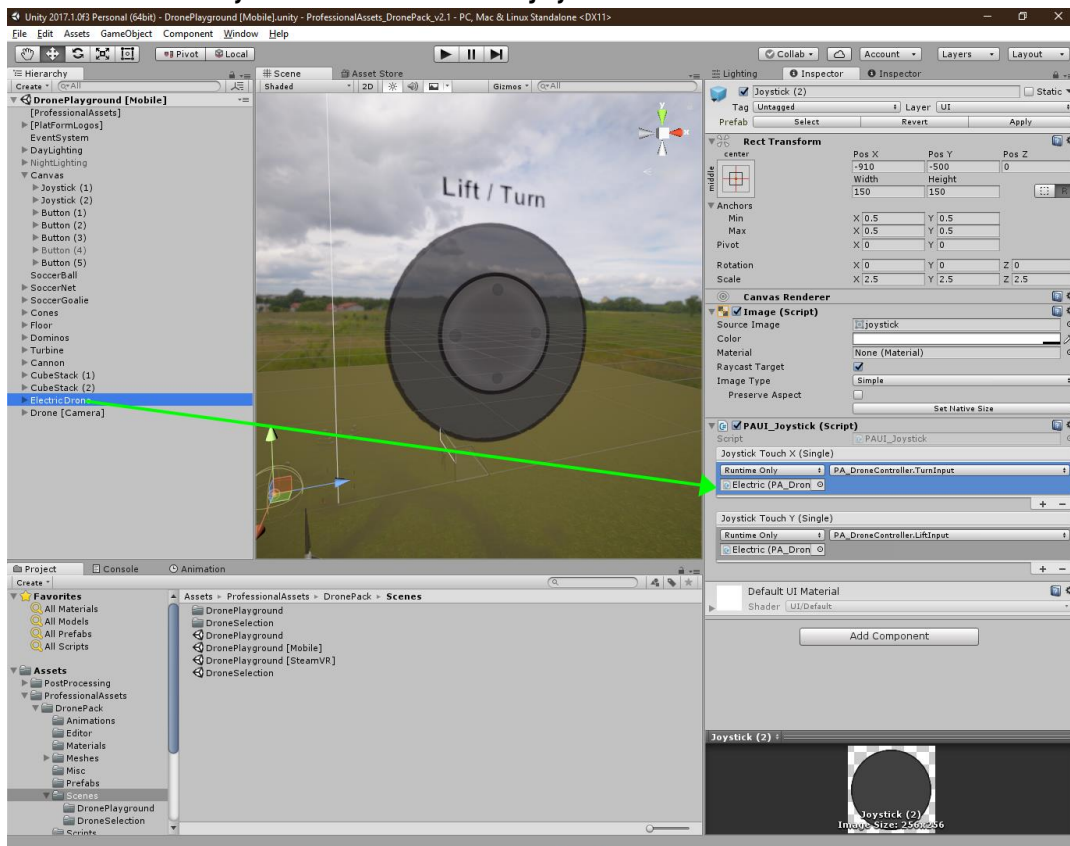 Unity 2017.1.0f3 Personal (64bit) - DronePlayground [Mobile].unity - ProfessionalAssets_DronePack_v2.1 - PC, Mac & Linux Standalone <DX11>
File Edit Assets GameObject Component Window Help
Pivot Local Collab Account Layers Layout
Hierarchy
Create All
DronePlayground [Mobile]
[ProfessionalAssets]
[PlatFormLogos]
EventSystem
DayLighting
NightLighting
Canvas
Joystick (1)
Joystick (2)
Button (1)
Button (2)
Button (3)
Button (4)
Button (5)
SoccerBall
SoccerNet
SoccerGoalie
Cones
Floor
Dominos
Turbine
Cannon
CubeStack (1)
CubeStack (2)
ElectricDrone
Drone [Camera]
Scene Asset Store
Shaded 2D Gizmos All
y
Lift / Turn
Lighting Inspector Inspector
Joystick (2) Static
Tag Untagged Layer UI
Prefab Select Revert Apply
Rect Transform
center Pos X Pos Y Pos Z
middle -910 -500 0
Width Height
150 150
Anchors
Min X 0.5 Y 0.5
Max X 0.5 Y 0.5
Pivot X 0 Y 0
Rotation X 0 Y 0 Z 0
Scale X 2.5 Y 2.5 Z 2.5
Canvas Renderer
Image (Script)
Source Image joystick
Color
Material None (Material)
Raycast Target
Image Type Simple
Preserve Aspect
Set Native Size
PAUI_Joystick (Script)
Script PAUI_Joystick
Joystick Touch X (Single)
Runtime Only PA_DroneController.TurnInput
Electric (PA_Dron
+ -
Joystick Touch Y (Single)
Runtime Only PA_DroneController.LiftInput
Electric (PA_Dron
+ -
Default UI Material
Shader UI/Default
Add Component
Project Console Animation
Create
Favorites
All Materials
All Models
All Prefabs
All Scripts
Assets
PostProcessing
ProfessionalAssets
DronePack
Animations
Editor
Materials
Meshes
Misc
Prefabs
Scenes
DronePlayground
DroneSelection
Scripts
Assets ▸ ProfessionalAssets ▸ DronePack ▸ Scenes
DronePlayground
DroneSelection
DronePlayground
DronePlayground [Mobile]
DronePlayground [SteamVR]
DroneSelection
Joystick (2)
Joystick (2)
Image Size: 256x256